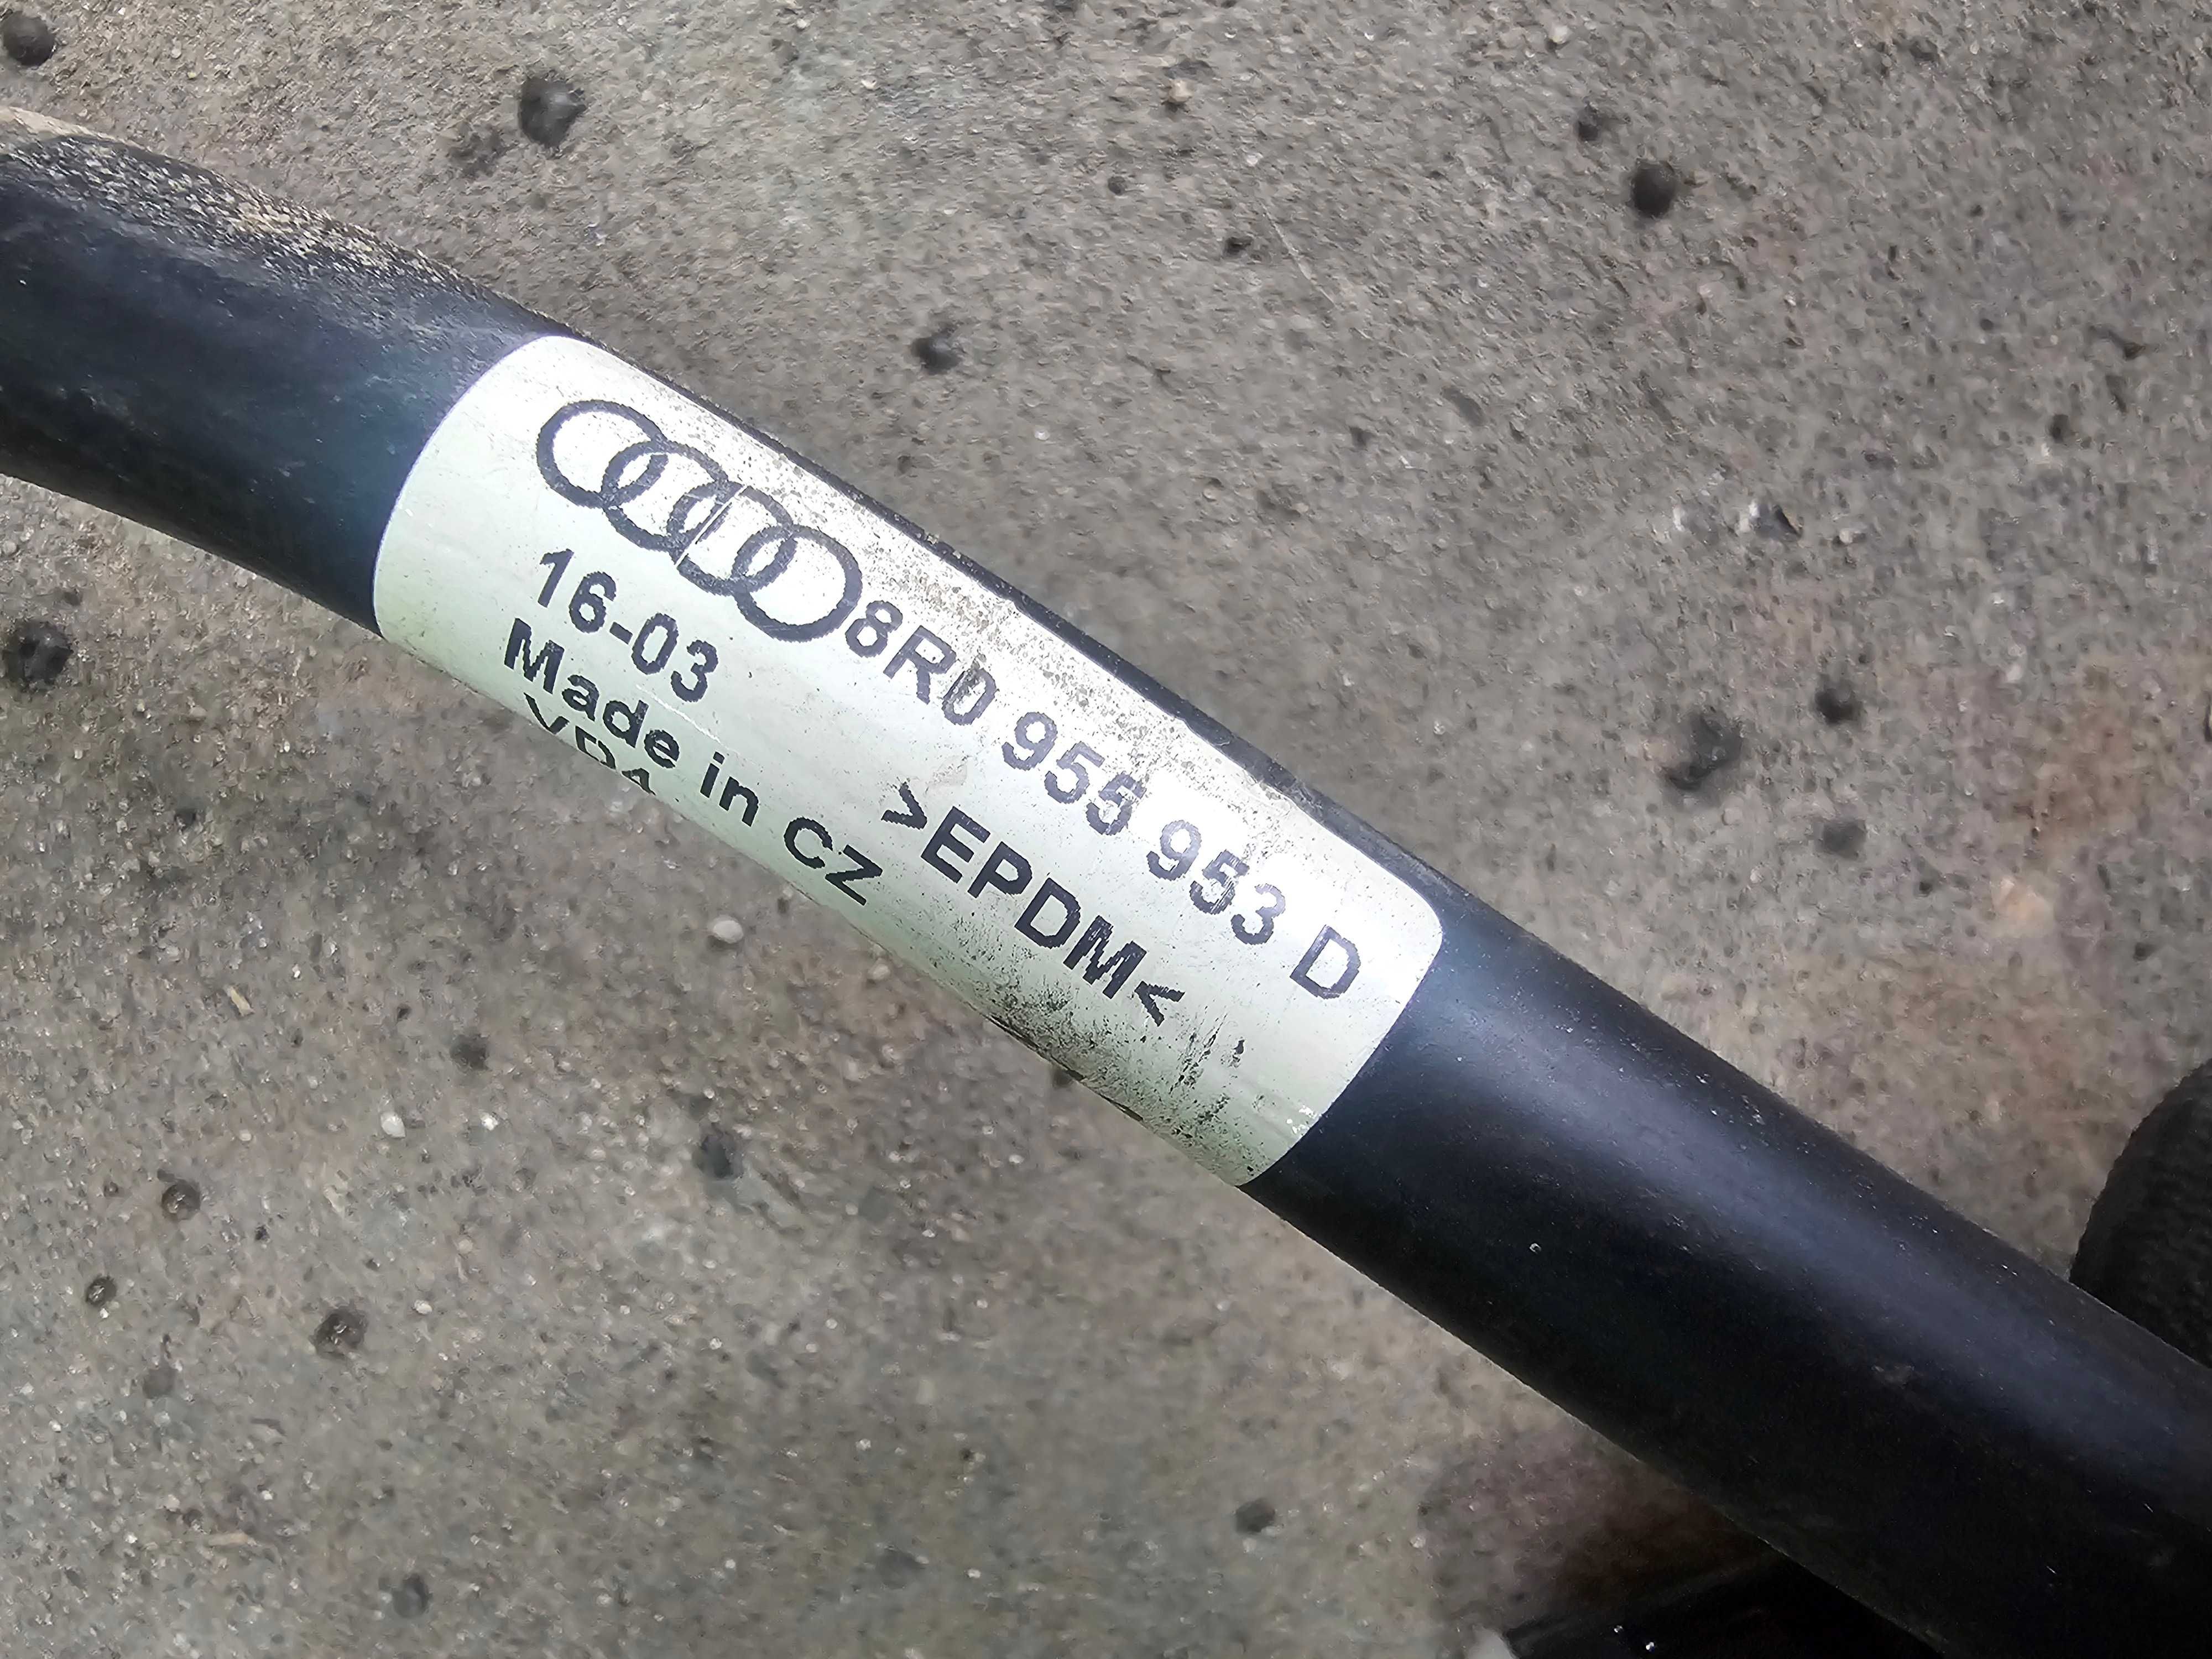 8R0 955 953 D
16-03 >EPDM<
Made in CZ